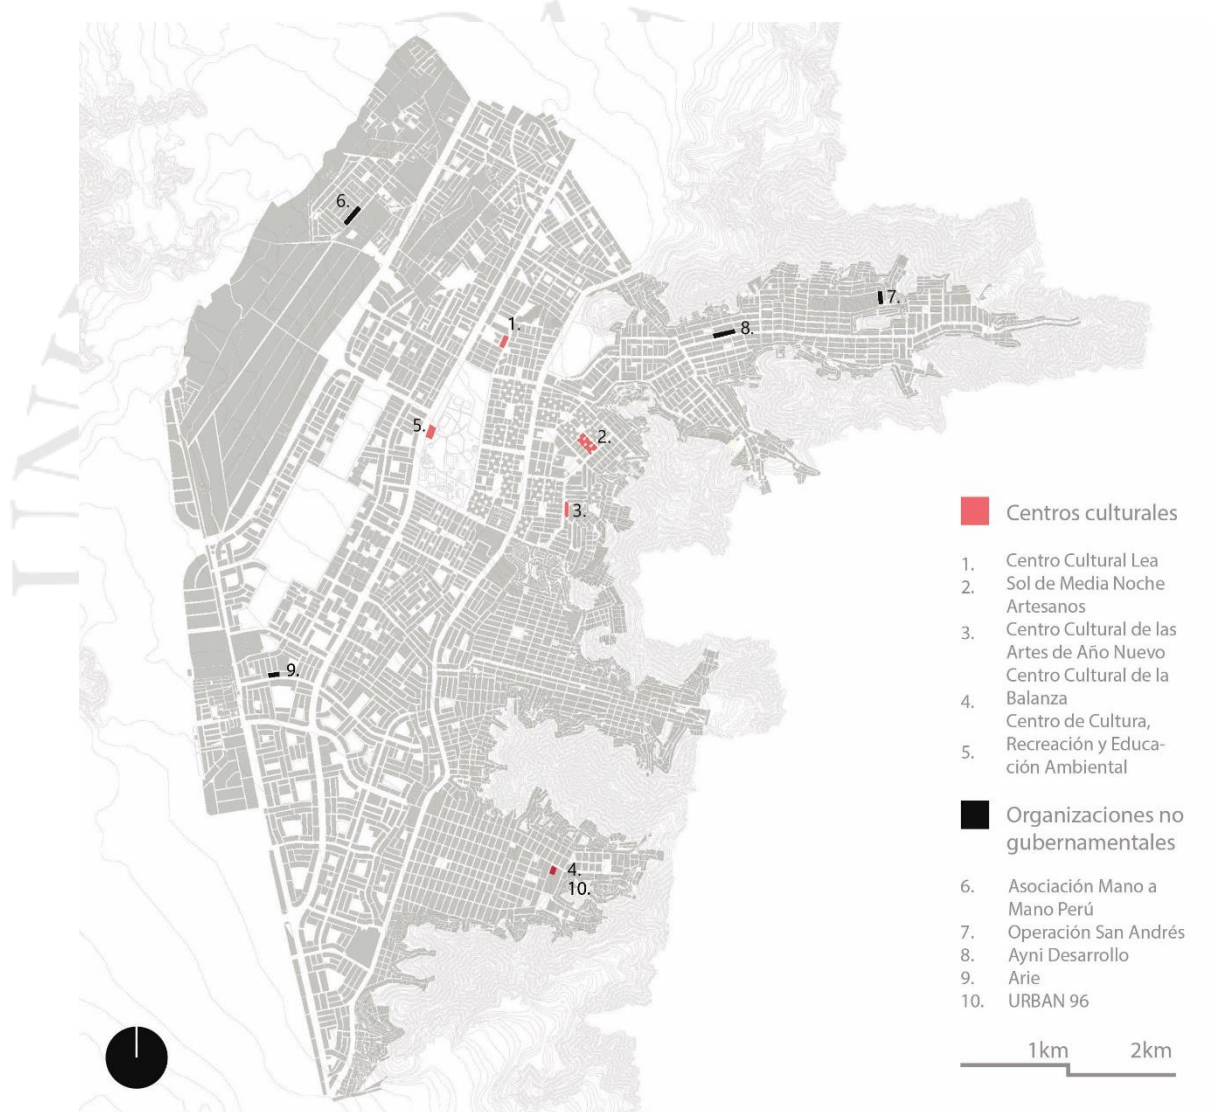 6.
7.
1.
8.
5.
2.
3.
9.
4.
10.
Centros culturales
1. Centro Cultural Lea
2. Sol de Media Noche
Artesanos
3. Centro Cultural de las
Artes de Año Nuevo
Centro Cultural de la
4. Balanza
Centro de Cultura,
5. Recreación y Educa-
ción Ambiental
Organizaciones no
gubernamentales
6. Asociación Mano a
Mano Perú
7. Operación San Andrés
8. Ayni Desarrollo
9. Arie
10. URBAN 96
1km 2km